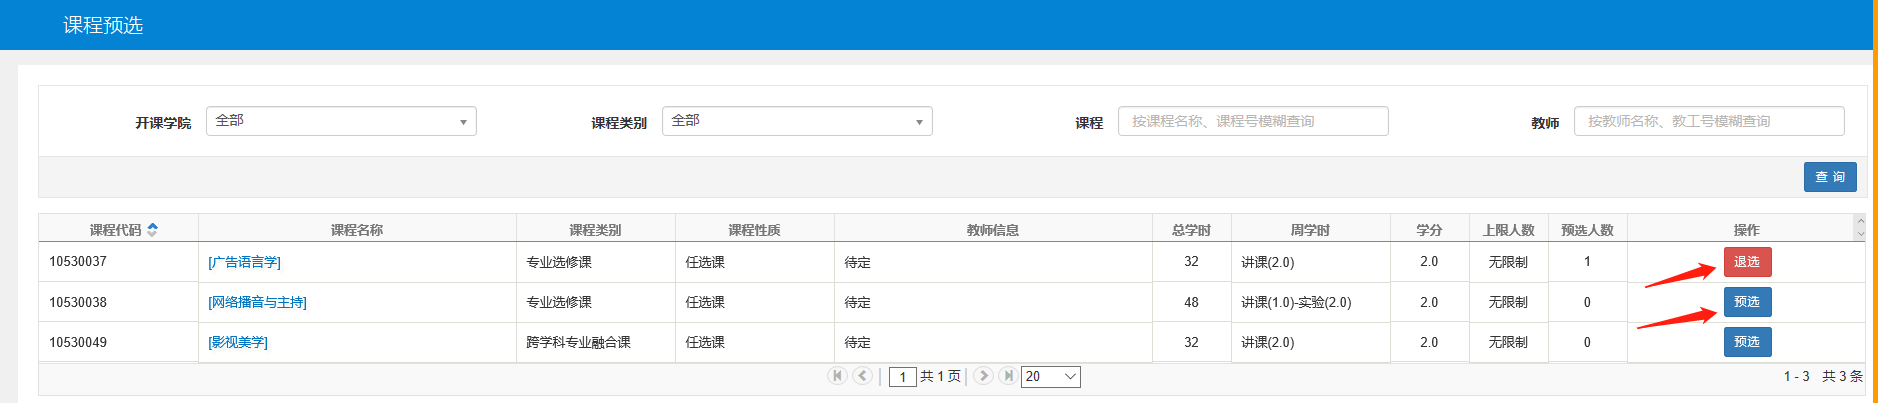 课程预选
开课学院 全部 课程类别 全部 课程 按课程名称、课程号模糊查询 教师 按教师名称、教工号模糊查询
查 询
课程代码 课程名称 课程类别 课程性质 教师信息 总学时 周学时 学分 上限人数 预选人数 操作
10530037 [广告语言学] 专业选修课 任选课 待定 32 讲课(2.0) 2.0 无限制 1 退选
10530038 [网络播音与主持] 专业选修课 任选课 待定 48 讲课(1.0)-实验(2.0) 2.0 无限制 0 预选
10530049 [影视美学] 跨学科专业融合课 任选课 待定 32 讲课(2.0) 2.0 无限制 0 预选
1 共 1 页 20 1 - 3 共 3 条